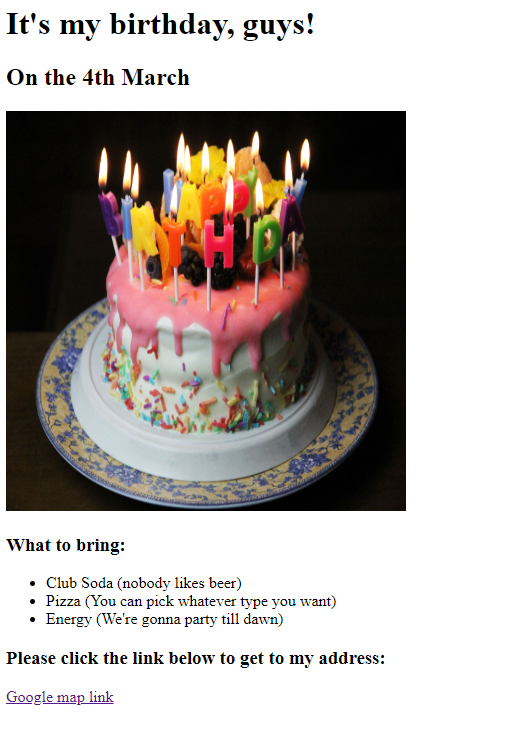 It's my birthday, guys!
On the 4th March
HAPPY
BIRTHDA
What to bring:
Club Soda (nobody likes beer)
Pizza (You can pick whatever type you want)
Energy (We're gonna party till dawn)
Please click the link below to get to my address:
Google map link